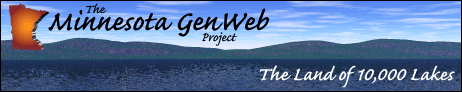 The
Minnesota GenWeb
Project
The Land of 10,000 Lakes